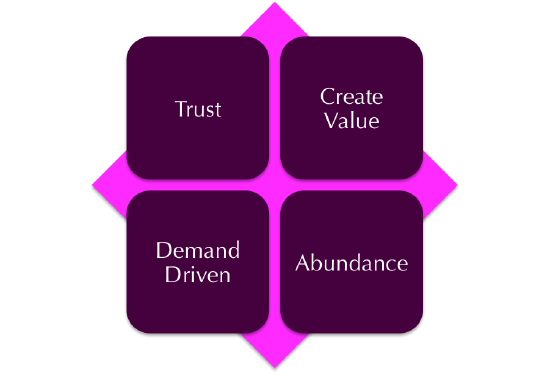 Trust
Create
Value
Demand
Driven
Abundance